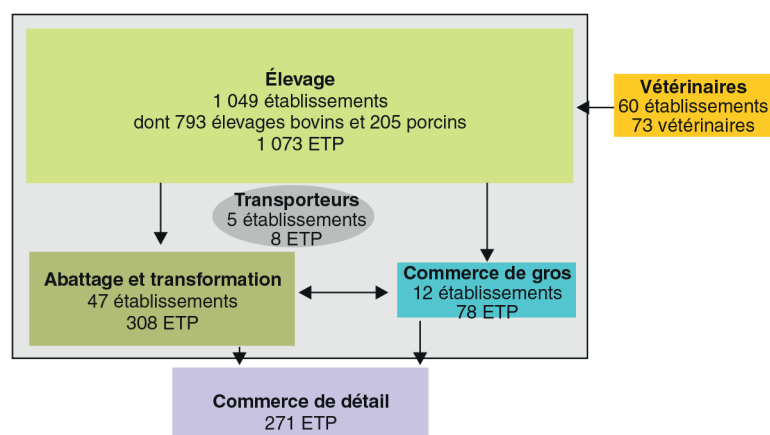 Élevage
1 049 établissements
dont 793 élevages bovins et 205 porcins
1 073 ETP
Vétérinaires
60 établissements
73 vétérinaires
Transporteurs
5 établissements
8 ETP
Abattage et transformation
47 établissements
308 ETP
Commerce de gros
12 établissements
78 ETP
Commerce de détail
271 ETP